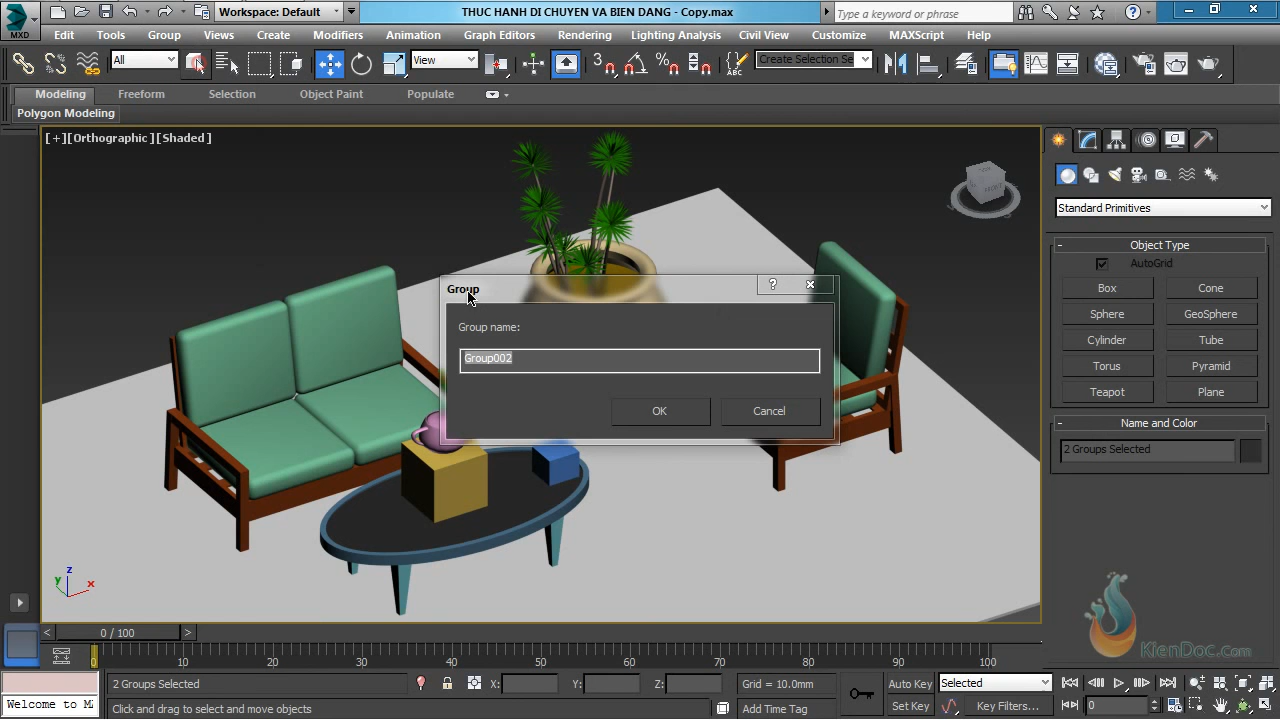 Workspace: Default
THUC HANH DI CHUYEN VA BIEN DANG - Copy.max
Type a keyword or phrase
MXD
Edit Tools Group Views Create Modifiers Animation Graph Editors Rendering Lighting Analysis Civil View Customize MAXScript Help
All
View
Create Selection Se
Modeling Freeform Selection Object Paint Populate
Polygon Modeling
[+][Orthographic][Shaded]
Standard Primitives
- Object Type
AutoGrid
Box Cone
Sphere GeoSphere
Cylinder Tube
Torus Pyramid
Teapot Plane
- Name and Color
2 Groups Selected
Group ?
Group name:
Group002
OK Cancel
z
y x
KienDoc.Com
< 0 / 100 >
0 10 20 30 40 50 60 70 80 90 100
2 Groups Selected X: Y: Z: Grid = 10.0mm Auto Key Selected
Welcome to M Click and drag to select and move objects Add Time Tag Set Key Key Filters... 0